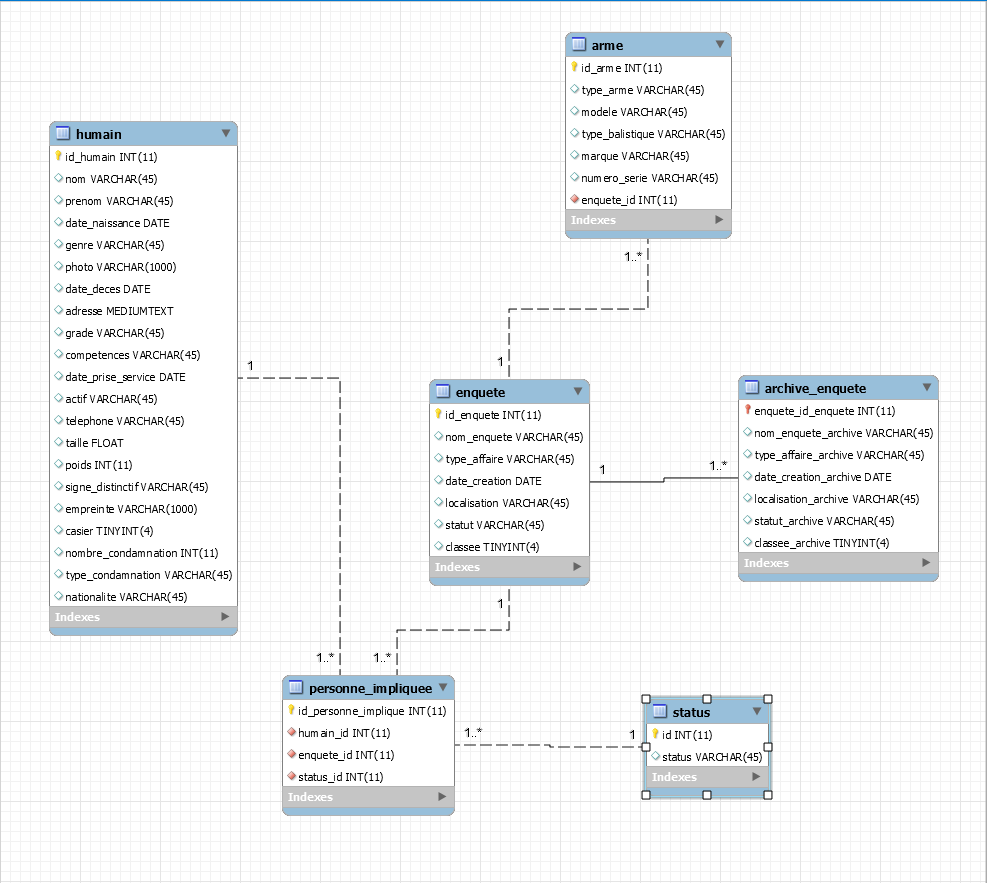 arme
id_arme INT(11)
type_arme VARCHAR(45)
modele VARCHAR(45)
type_balistique VARCHAR(45)
marque VARCHAR(45)
numero_serie VARCHAR(45)
enquete_id INT(11)
Indexes
1..*
1
humain
id_humain INT(11)
nom VARCHAR(45)
prenom VARCHAR(45)
date_naissance DATE
genre VARCHAR(45)
photo VARCHAR(1000)
date_deces DATE
adresse MEDIUMTEXT
grade VARCHAR(45)
competences VARCHAR(45)
date_prise_service DATE
actif VARCHAR(45)
telephone VARCHAR(45)
taille FLOAT
poids INT(11)
signe_distinctif VARCHAR(45)
empreinte VARCHAR(1000)
casier TINYINT(4)
nombre_condamnation INT(11)
type_condamnation VARCHAR(45)
nationalite VARCHAR(45)
Indexes
1
1..*
enquete
id_enquete INT(11)
nom_enquete VARCHAR(45)
type_affaire VARCHAR(45)
date_creation DATE
localisation VARCHAR(45)
statut VARCHAR(45)
classee TINYINT(4)
Indexes
1
1..*
archive_enquete
enquete_id_enquete INT(11)
nom_enquete_archive VARCHAR(45)
type_affaire_archive VARCHAR(45)
date_creation_archive DATE
localisation_archive VARCHAR(45)
statut_archive VARCHAR(45)
classee_archive TINYINT(4)
Indexes
1
1..*
personne_impliquee
id_personne_implique INT(11)
humain_id INT(11)
enquete_id INT(11)
status_id INT(11)
Indexes
1..*
1
status
id INT(11)
status VARCHAR(45)
Indexes